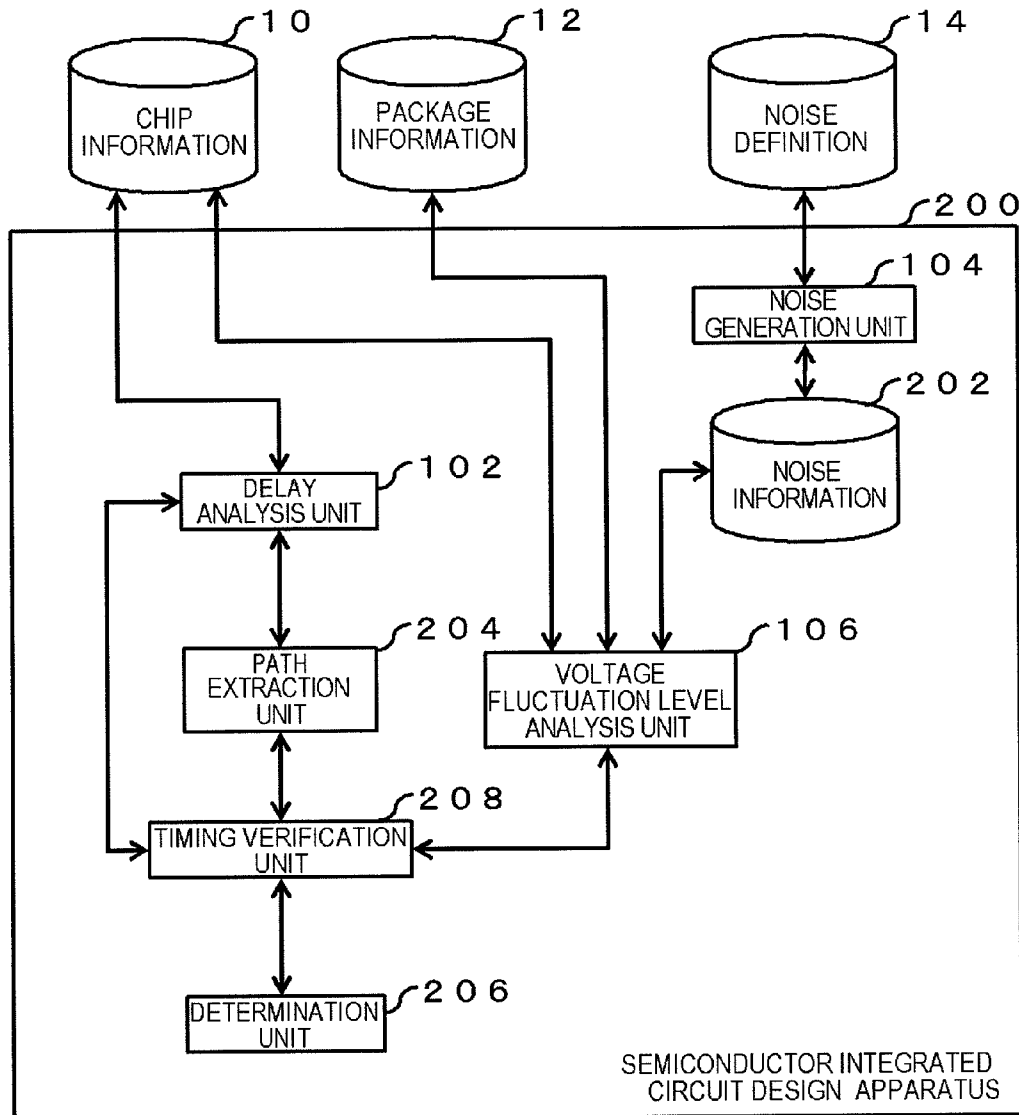 10
12
14
CHIP
INFORMATION
PACKAGE
INFORMATION
NOISE
DEFINITION
200
104
NOISE
GENERATION UNIT
202
NOISE
INFORMATION
102
DELAY
ANALYSIS UNIT
204
PATH
EXTRACTION
UNIT
106
VOLTAGE
FLUCTUATION LEVEL
ANALYSIS UNIT
208
TIMING VERIFICATION
UNIT
206
DETERMINATION
UNIT
SEMICONDUCTOR INTEGRATED
CIRCUIT DESIGN APPARATUS